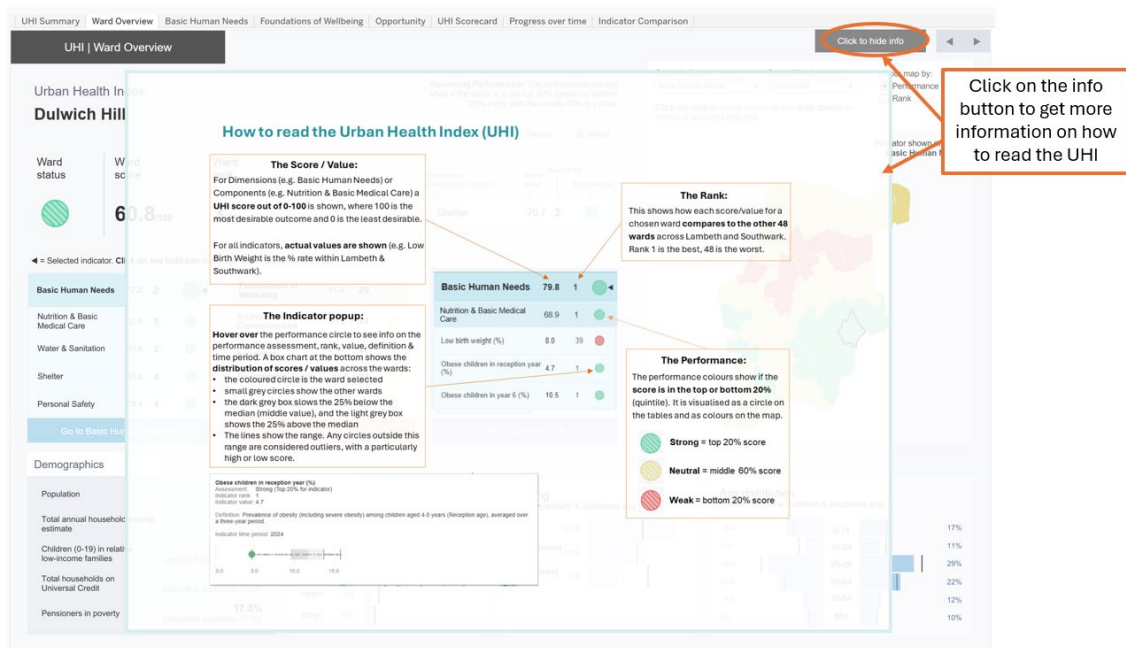 UHI Summary Ward Overview Basic Human Needs Foundations of Wellbeing Opportunity UHI Scorecard Progress over time Indicator Comparison
UHI | Ward Overview
Click to hide info
Click on the info
button to get more
information on how
to read the UHI
Urban Health In
Dulwich Hill
Ward
status
60.8/100
map by:
Performance
Rank
How to read the Urban Health Index (UHI)
The Score / Value:
For Dimensions (e.g. Basic Human Needs) or
Components (e.g. Nutrition & Basic Medical Care) a
UHI score out of 0-100 is shown, where 100 is the
most desirable outcome and 0 is the least desirable.
For all indicators, actual values are shown (e.g. Low
Birth Weight is the % rate within Lambeth &
Southwark).
The Rank:
This shows how each score/value for a
chosen ward compares to the other 48
wards across Lambeth and Southwark.
Rank 1 is the best, 48 is the worst.
◄ = Selected indicator.
Basic Human Needs
Nutrition & Basic
Medical Care
Water & Sanitation
Shelter
Personal Safety
Basic Human Needs 79.8 1
Nutrition & Basic Medical
Care 68.9 1
Low birth weight (%) 8.0 39
Obese children in reception year
(%) 4.7 1
Obese children in year 6 (%) 10.5 1
The Indicator popup:
Hover over the performance circle to see info on the
performance assessment, rank, value, definition &
time period. A box chart at the bottom shows the
distribution of scores / values across the wards:
• the coloured circle is the ward selected
• small grey circles show the other wards
• the dark grey box slows the 25% below the
median (middle value), and the light grey box
shows the 25% above the median
• The lines show the range. Any circles outside this
range are considered outliers, with a particularly
high or low score.
The Performance:
The performance colours show if the
score is in the top or bottom 20%
(quintile). It is visualised as a circle on
the tables and as colours on the map.
Strong = top 20% score
Neutral = middle 60% score
Weak = bottom 20% score
Obese children in reception year (%)
Assessment: Strong (Top 20% for indicator)
Indicator rank: 1
Indicator value: 4.7
Definition: Prevalence of obesity (including severe obesity) among children aged 4-5 years (Reception age), averaged over
a three-year period.
Indicator time period: 2024
0.0 5.0 10.0 15.0
Demographics
Population
Total annual household
estimate
Children (0-19) in relati
low-income families
Total households on
Universal Credit
Pensioners in poverty
17.5%
17%
11%
29%
22%
12%
10%